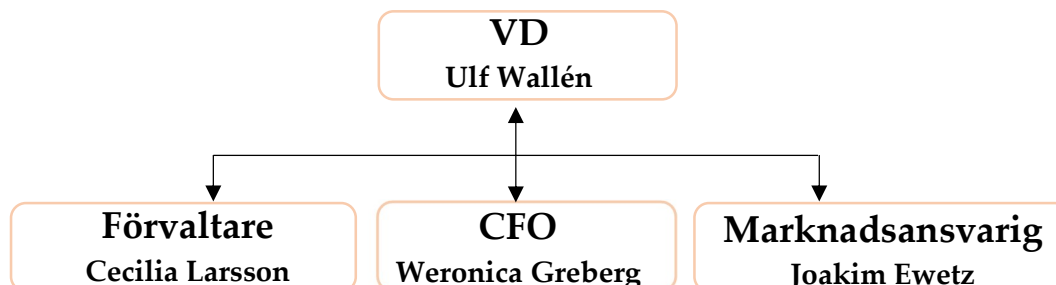 VD
Ulf Wallén
Förvaltare
Cecilia Larsson
CFO
Weronica Greberg
Marknadsansvarig
Joakim Ewetz